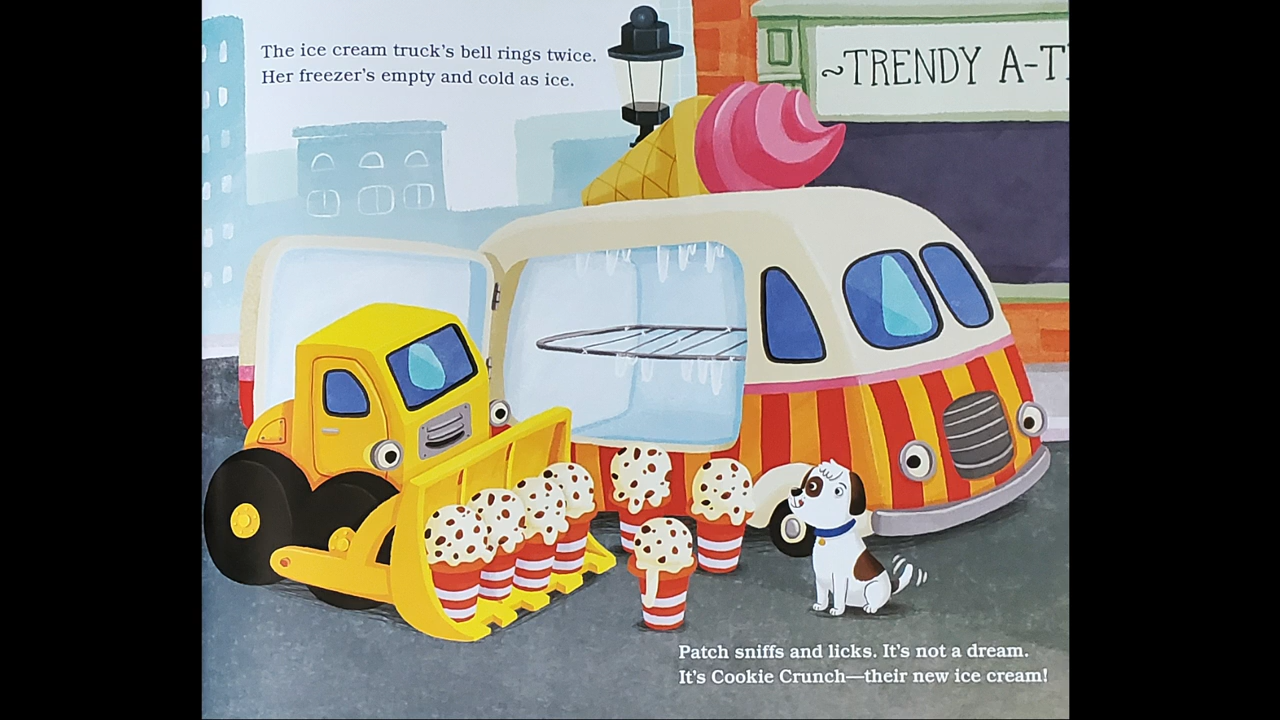 The ice cream truck's bell rings twice.
Her freezer's empty and cold as ice.
~TRENDY A-T
Patch sniffs and licks. It's not a dream.
It's Cookie Crunch—their new ice cream!